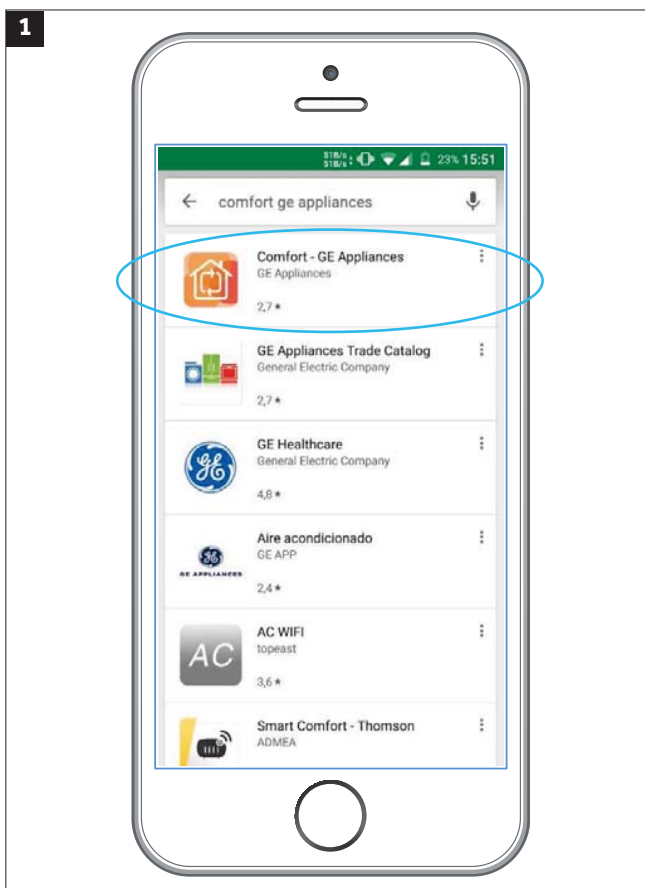 1
51B/s
51B/s
23% 15:51
comfort ge appliances
Comfort - GE Appliances
GE Appliances
2,7 ★
GE Appliances Trade Catalog
General Electric Company
2,7 ★
GE Healthcare
General Electric Company
4,8 ★
GE APPLIANCES
Aire acondicionado
GE APP
2,4 ★
AC
AC WIFI
topeast
3,6 ★
Smart Comfort - Thomson
ADMEA